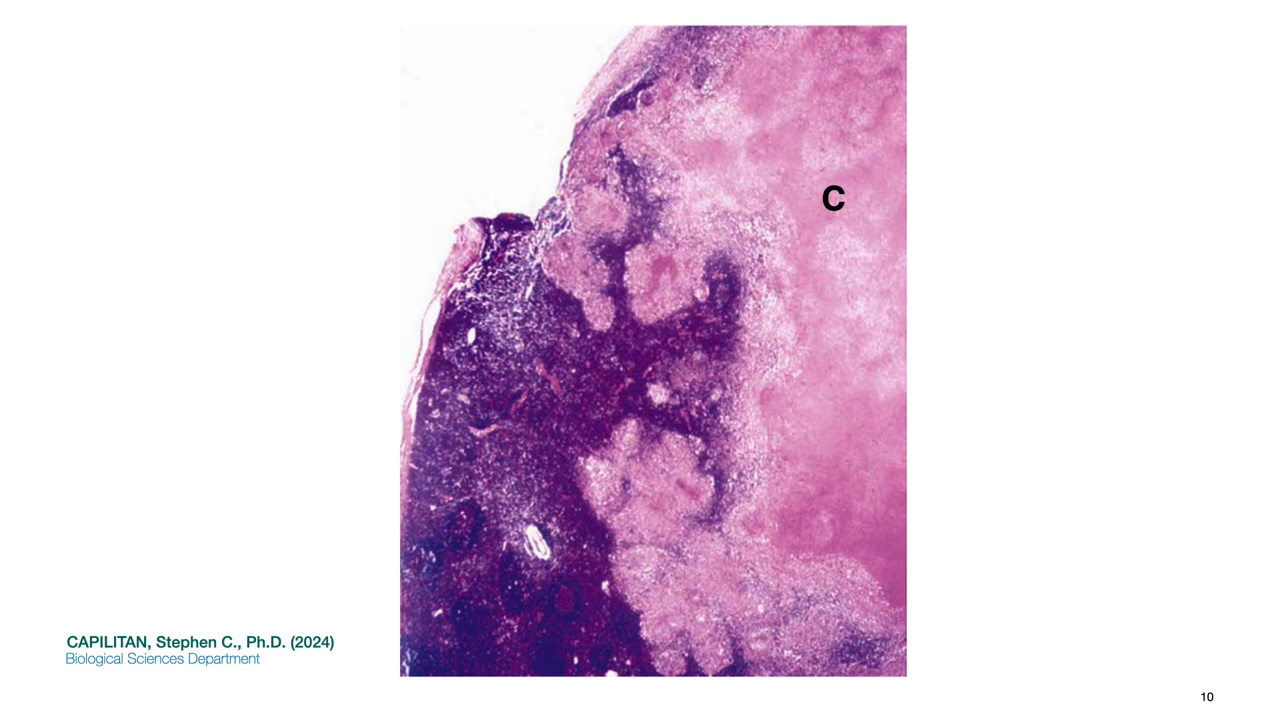 C
CAPILITAN, Stephen C., Ph.D. (2024)
Biological Sciences Department
10